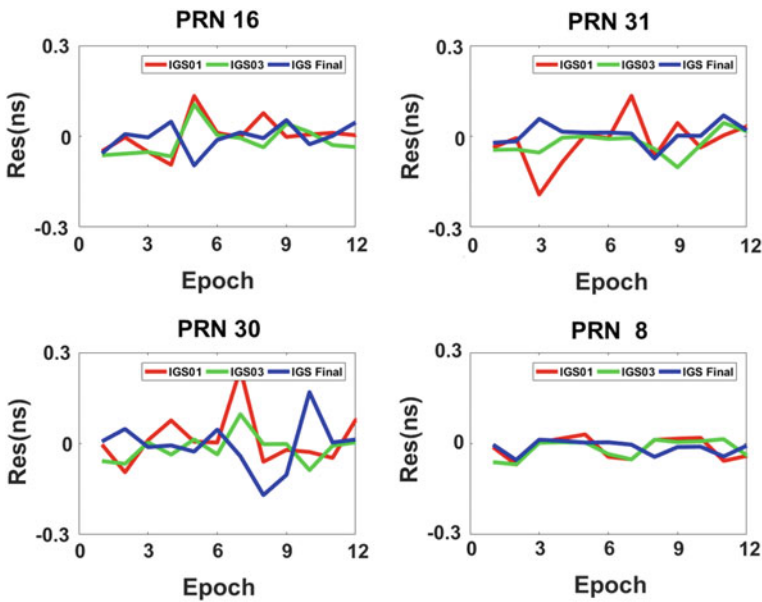 PRN 16
0.3
IGS01 IGS03 IGS Final
Res(ns)
0
-0.3
0 3 6 9 12
Epoch
PRN 31
0.3
IGS01 IGS03 IGS Final
Res(ns)
0
-0.3
0 3 6 9 12
Epoch
PRN 30
0.3
IGS01 IGS03 IGS Final
Res(ns)
0
-0.3
0 3 6 9 12
Epoch
PRN 8
0.3
IGS01 IGS03 IGS Final
Res(ns)
0
-0.3
0 3 6 9 12
Epoch